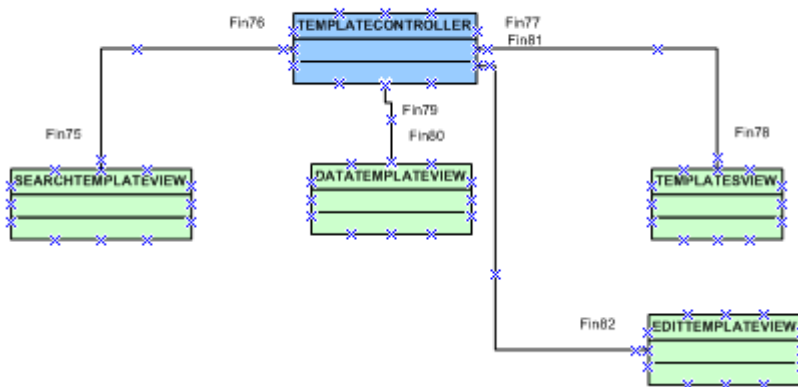 Fin76
TEMPLATECONTROLLER
Fin77
Fin81
Fin79
Fin75
Fin80
Fin78
SEARCHTEMPLATEVIEW
DATATEMPLATEVIEW
TEMPLATESVIEW
Fin82
EDITTEMPLATEVIEW